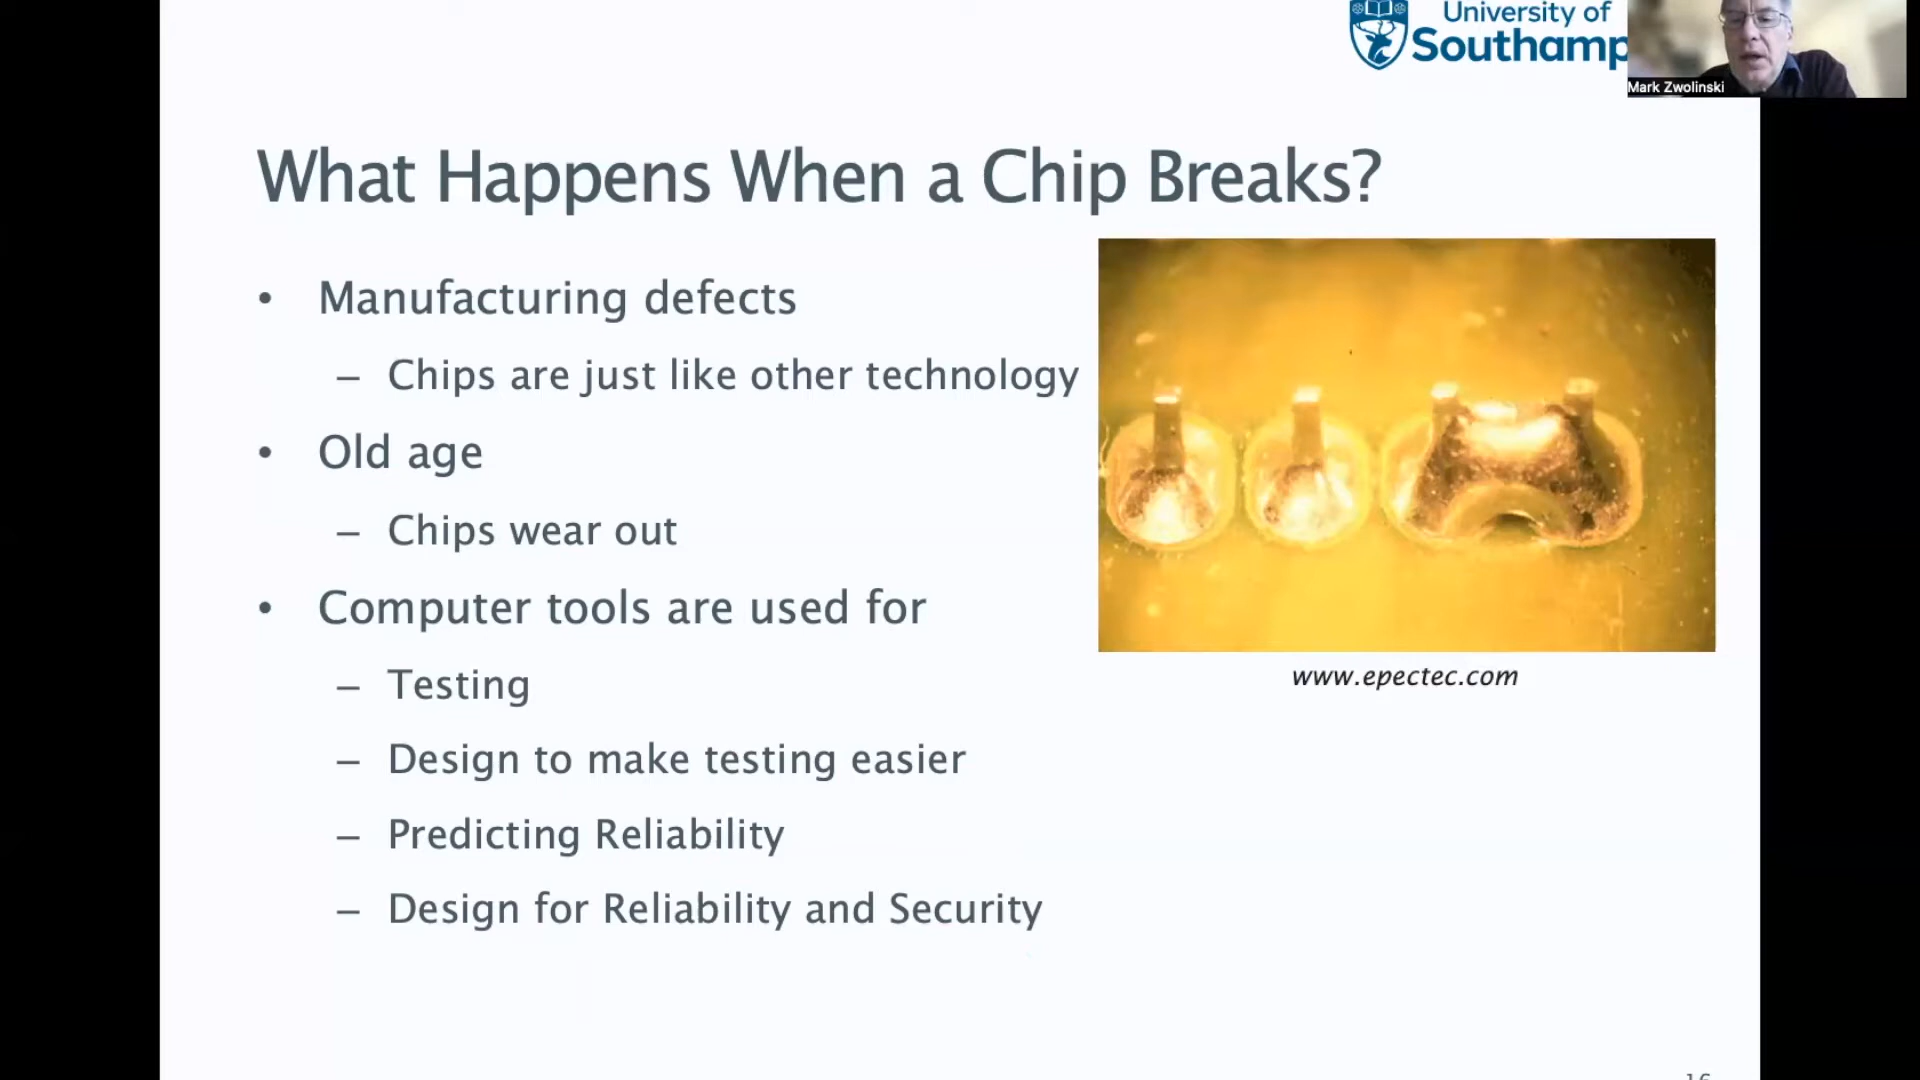 University of
Southamp
Mark Zwolinski
What Happens When a Chip Breaks?
• Manufacturing defects
– Chips are just like other technology
• Old age
– Chips wear out
• Computer tools are used for
– Testing
– Design to make testing easier
– Predicting Reliability
– Design for Reliability and Security
www.epectec.com